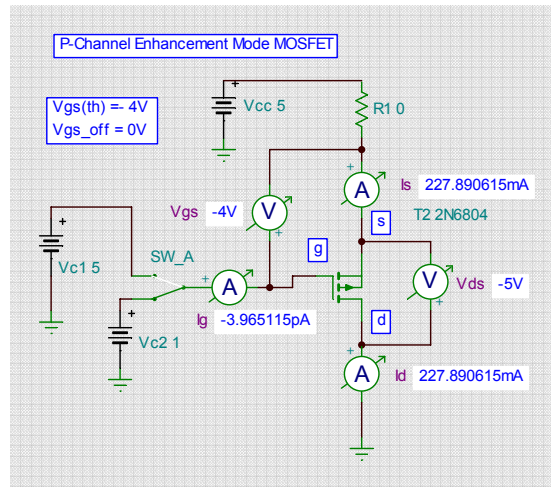 P-Channel Enhancement Mode MOSFET
Vgs(th) =- 4V
Vgs_off = 0V
+
Vcc 5
R1 0
+
A
Is 227.890615mA
Vgs -4V
V
+
s
T2 2N6804
+
Vc1 5
SW_A
+
A
g
V
Vds -5V
+
Vc2 1
Ig -3.965115pA
d
+
+
A
Id 227.890615mA